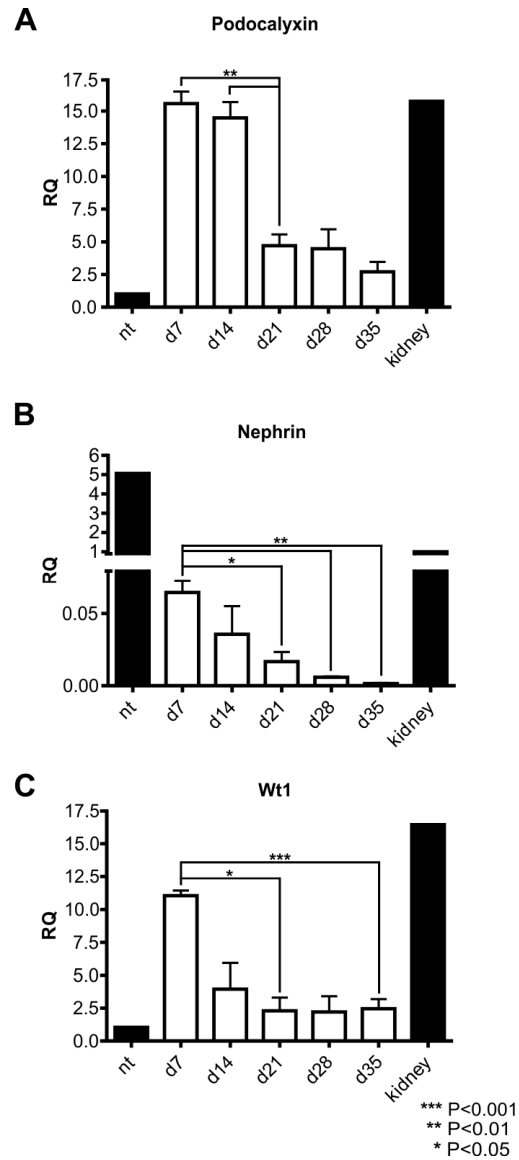 A
Podocalyxin
17.5
15.0
12.5
10.0
7.5
5.0
2.5
0.0
RQ
**
nt
d7
d14
d21
d28
d35
kidney
B
Nephrin
6
5
4
3
2
1
0.05
0.00
RQ
**
*
nt
d7
d14
d21
d28
d35
kidney
C
Wt1
17.5
15.0
12.5
10.0
7.5
5.0
2.5
0.0
RQ
***
*
nt
d7
d14
d21
d28
d35
kidney
*** P<0.001
** P<0.01
* P<0.05